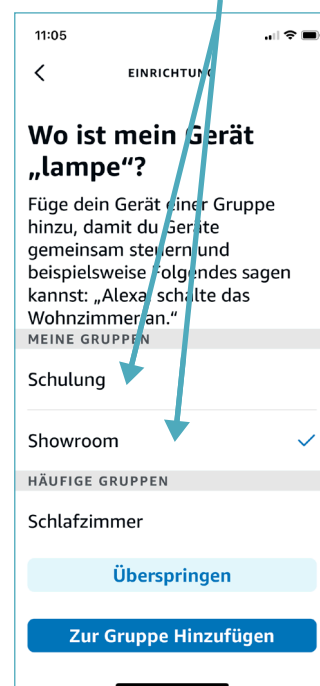 11:05
EINRICHTUNG
Wo ist mein Gerät
„lampe“?
Füge dein Gerät einer Gruppe
hinzu, damit du Geräte
gemeinsam steuern und
beispielsweise Folgendes sagen
kannst: „Alexa, schalte das
Wohnzimmer an.“
MEINE GRUPPEN
Schulung
Showroom
HÄUFIGE GRUPPEN
Schlafzimmer
Überspringen
Zur Gruppe Hinzufügen